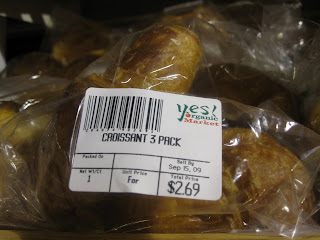 yes!
Organic
Market
CROISSANT 3 PACK
Packed On
Sell By
Sep 15, 09
Net Wt/Ct
Unit Price
Total Price
1
For
$2.69